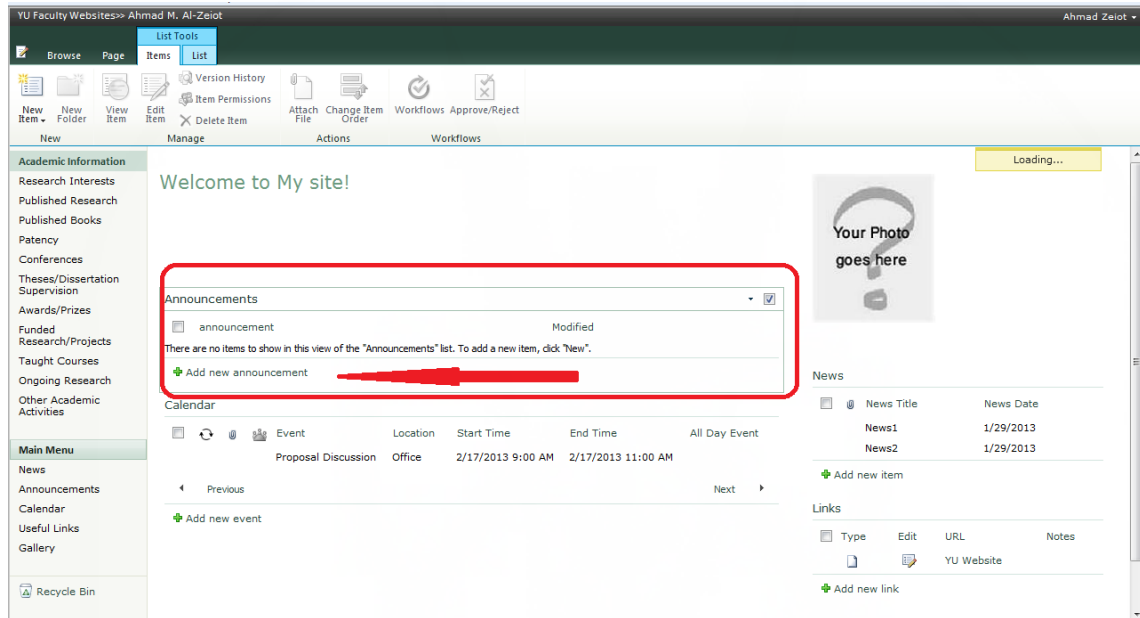 YU Faculty Websites>> Ahmad M. Al-Zeiot
Ahmad Zeiot
List Tools
Browse Page Items List
New Item
New Folder
View Item
Edit Item
Version History
Item Permissions
Delete Item
Attach File
Change Item Order
Workflows
Approve/Reject
New Manage Actions Workflows
Loading...
Academic Information
Research Interests
Published Research
Published Books
Patency
Conferences
Theses/Dissertation
Supervision
Awards/Prizes
Funded
Research/Projects
Taught Courses
Ongoing Research
Other Academic
Activities
Main Menu
News
Announcements
Calendar
Useful Links
Gallery
Recycle Bin
Welcome to My site!
Announcements
announcement Modified
There are no items to show in this view of the "Announcements" list. To add a new item, click "New".
Add new announcement
Calendar
Event Location Start Time End Time All Day Event
Proposal Discussion Office 2/17/2013 9:00 AM 2/17/2013 11:00 AM
Previous Next
Add new event
Your Photo
goes here
News
News Title News Date
News1 1/29/2013
News2 1/29/2013
Add new item
Links
Type Edit URL Notes
YU Website
Add new link